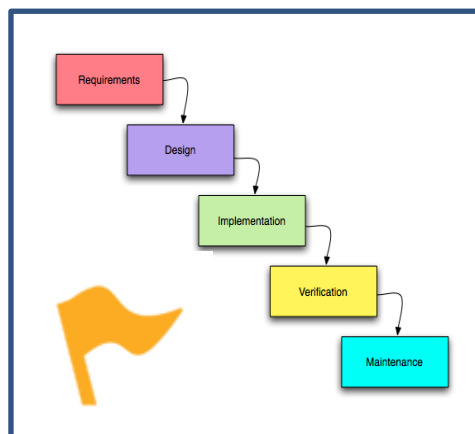 Requirements
Design
Implementation
Verification
Maintenance